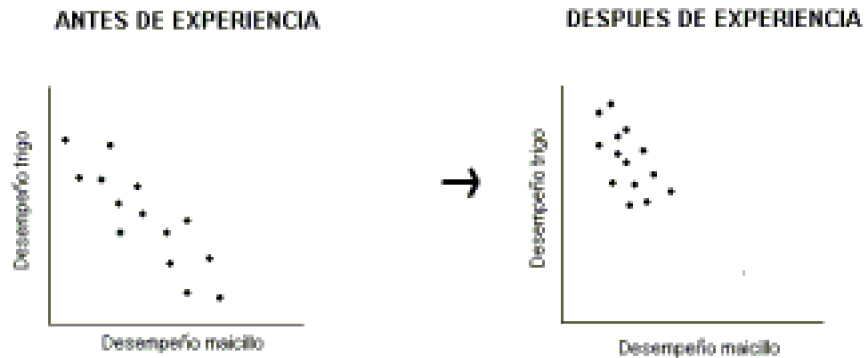 ANTES DE EXPERIENCIA
DESPUES DE EXPERIENCIA
Desempeño trigo
Desempeño maicillo
Desempeño trigo
Desempeño maicillo